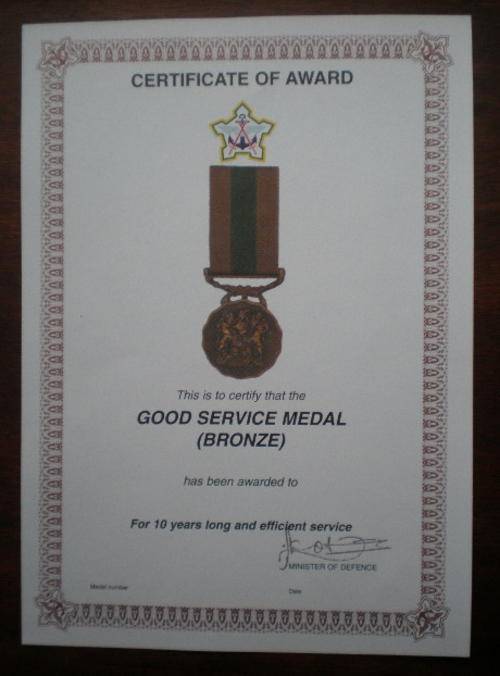 CERTIFICATE OF AWARD
This is to certify that the
GOOD SERVICE MEDAL
(BRONZE)
has been awarded to
For 10 years long and efficient service
MINISTER OF DEFENCE
Medal number
Date